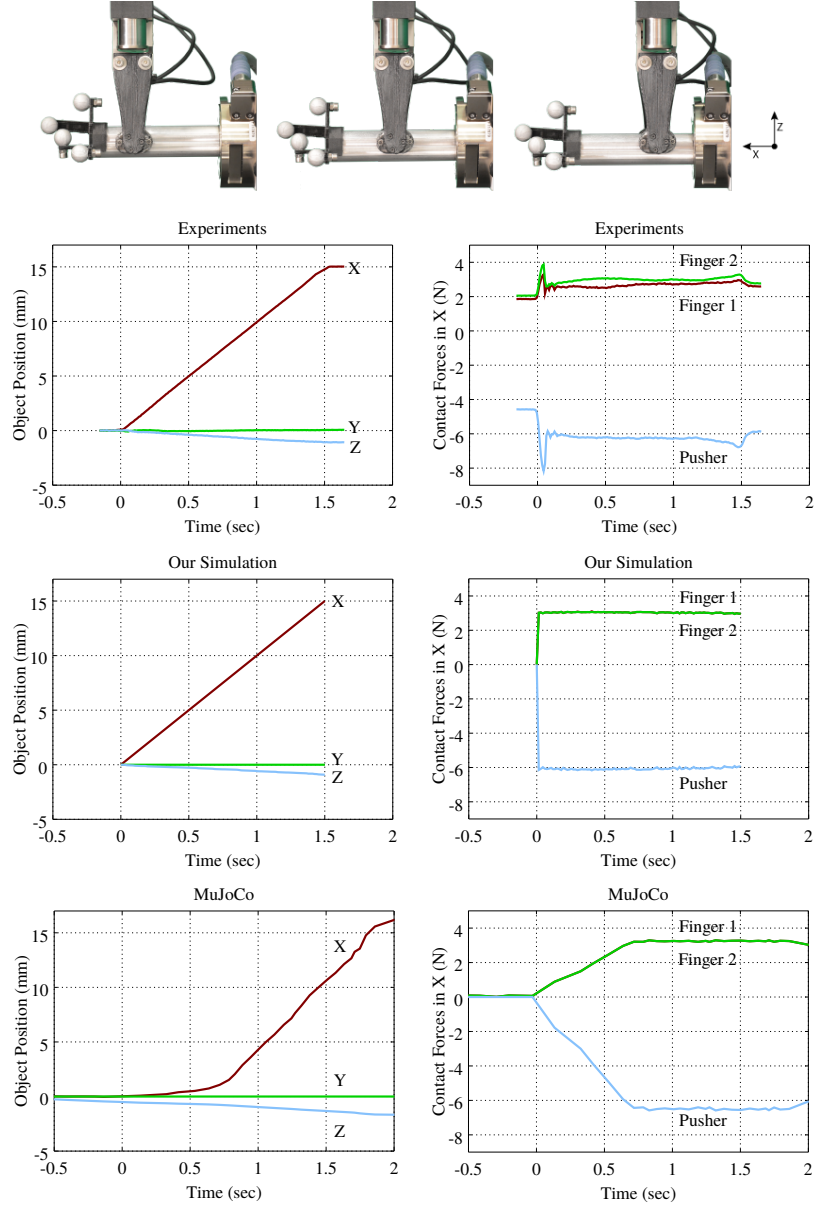 Z
X
Experiments
Object Position (mm)
15
10
5
0
-5
X
Y
Z
-0.5 0 0.5 1 1.5 2
Time (sec)
Experiments
Contact Forces in X (N)
4
2
0
-2
-4
-6
-8
Finger 2
Finger 1
Pusher
-0.5 0 0.5 1 1.5 2
Time (sec)
Our Simulation
Object Position (mm)
15
10
5
0
-5
X
Y
Z
-0.5 0 0.5 1 1.5 2
Time (sec)
Our Simulation
Contact Forces in X (N)
4
2
0
-2
-4
-6
-8
Finger 1
Finger 2
Pusher
-0.5 0 0.5 1 1.5 2
Time (sec)
MuJoCo
Object Position (mm)
15
10
5
0
-5
X
Y
Z
-0.5 0 0.5 1 1.5 2
Time (sec)
MuJoCo
Contact Forces in X (N)
4
2
0
-2
-4
-6
-8
Finger 1
Finger 2
Pusher
-0.5 0 0.5 1 1.5 2
Time (sec)